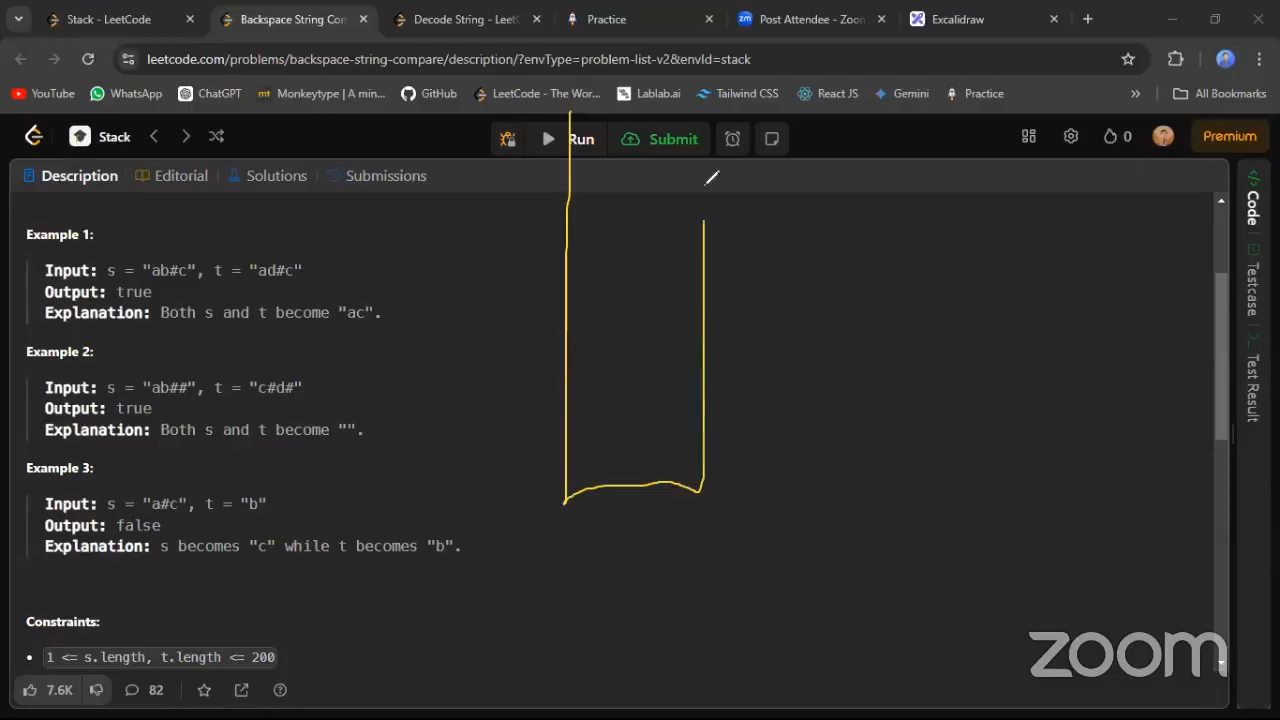 Stack - LeetCode
Backspace String Com
Decode String - LeetC
Practice
Post Attendee - Zoom
Excalidraw
leetcode.com/problems/backspace-string-compare/description/?envType=problem-list-v2&envId=stack
YouTube
WhatsApp
ChatGPT
Monkeytype | A min...
GitHub
LeetCode - The Wor...
Lablab.ai
Tailwind CSS
React JS
Gemini
Practice
All Bookmarks
Stack
Run
Submit
0
Premium
Description
Editorial
Solutions
Submissions
Code
Testcase
Test Result
Example 1:
Input: s = "ab#c", t = "ad#c"
Output: true
Explanation: Both s and t become "ac".
Example 2:
Input: s = "ab##", t = "c#d#"
Output: true
Explanation: Both s and t become "".
Example 3:
Input: s = "a#c", t = "b"
Output: false
Explanation: s becomes "c" while t becomes "b".
Constraints:
1 <= s.length, t.length <= 200
7.6K
82
zoom